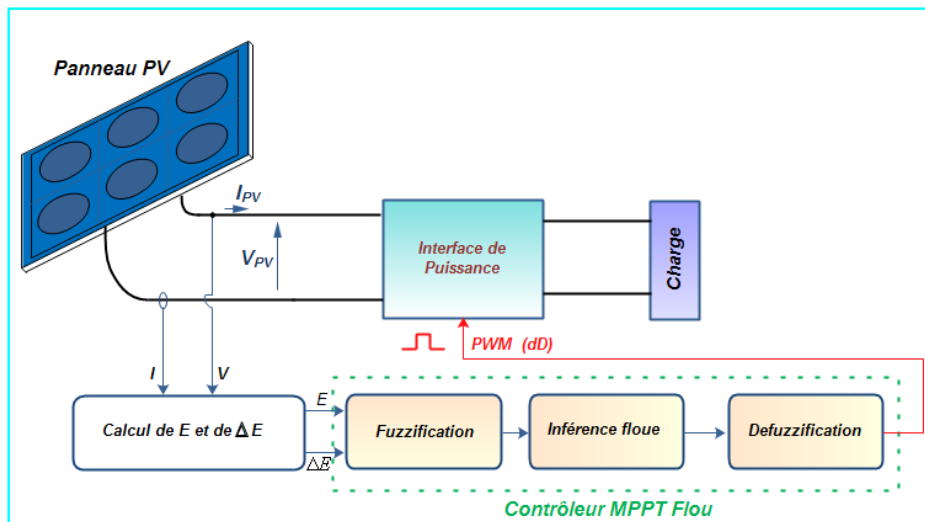 Panneau PV
I_PV
V_PV
Interface de
Puissance
Charge
PWM (dD)
I
V
E
Calcul de E et de Δ E
ΔE
Fuzzification
Inférence floue
Defuzzification
Contrôleur MPPT Flou